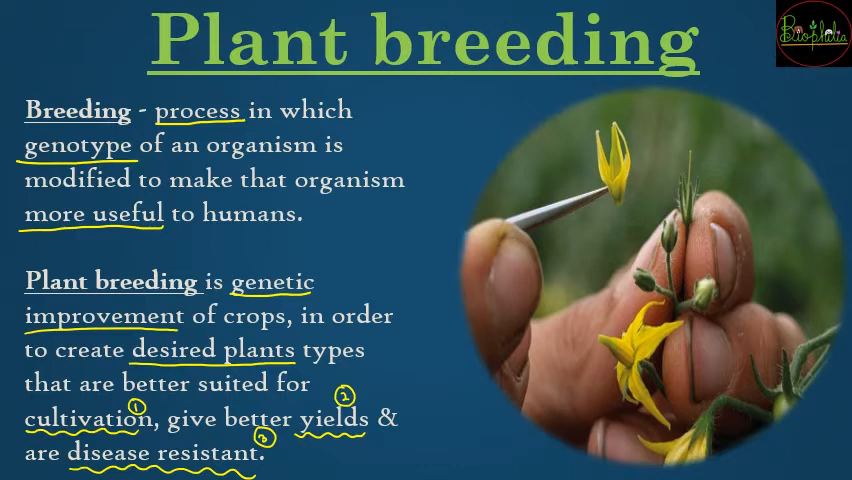 Plant breeding
Biophilia
Breeding - process in which
genotype of an organism is
modified to make that organism
more useful to humans.
Plant breeding is genetic
improvement of crops, in order
to create desired plants types
that are better suited for
cultivation, give better yields &
are disease resistant.
1
2
3